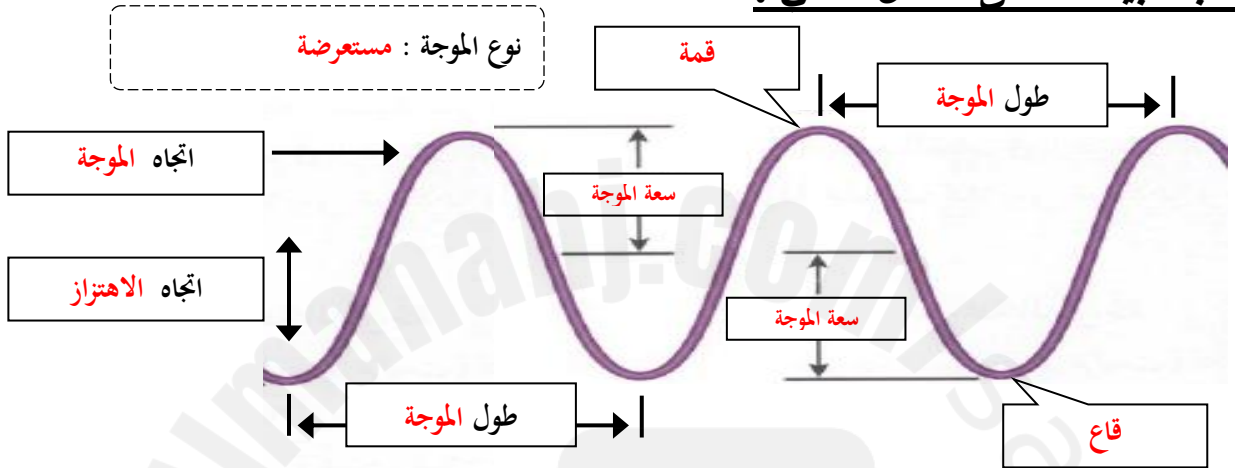 نوع الموجة : مستعرضة
قمة
طول الموجة
اتجاه الموجة
سعة الموجة
اتجاه الاهتزاز
سعة الموجة
طول الموجة
قاع